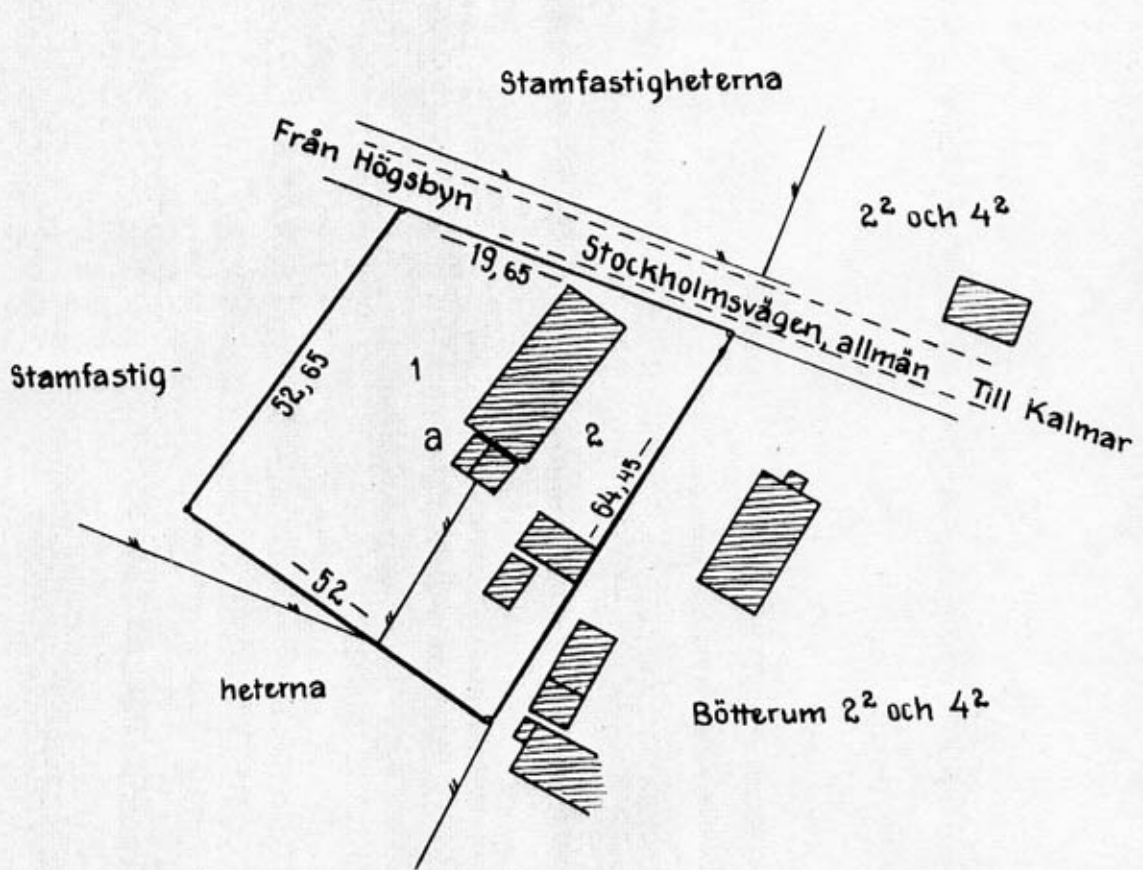 Stamfastigheterna
Från Högsbyn
Stockholmsvägen, allmän
Till Kalmar
2² och 4²
19,65
1
52,65
Stamfastig-
a
2
64,45
52
heterna
Bötterum 2² och 4²